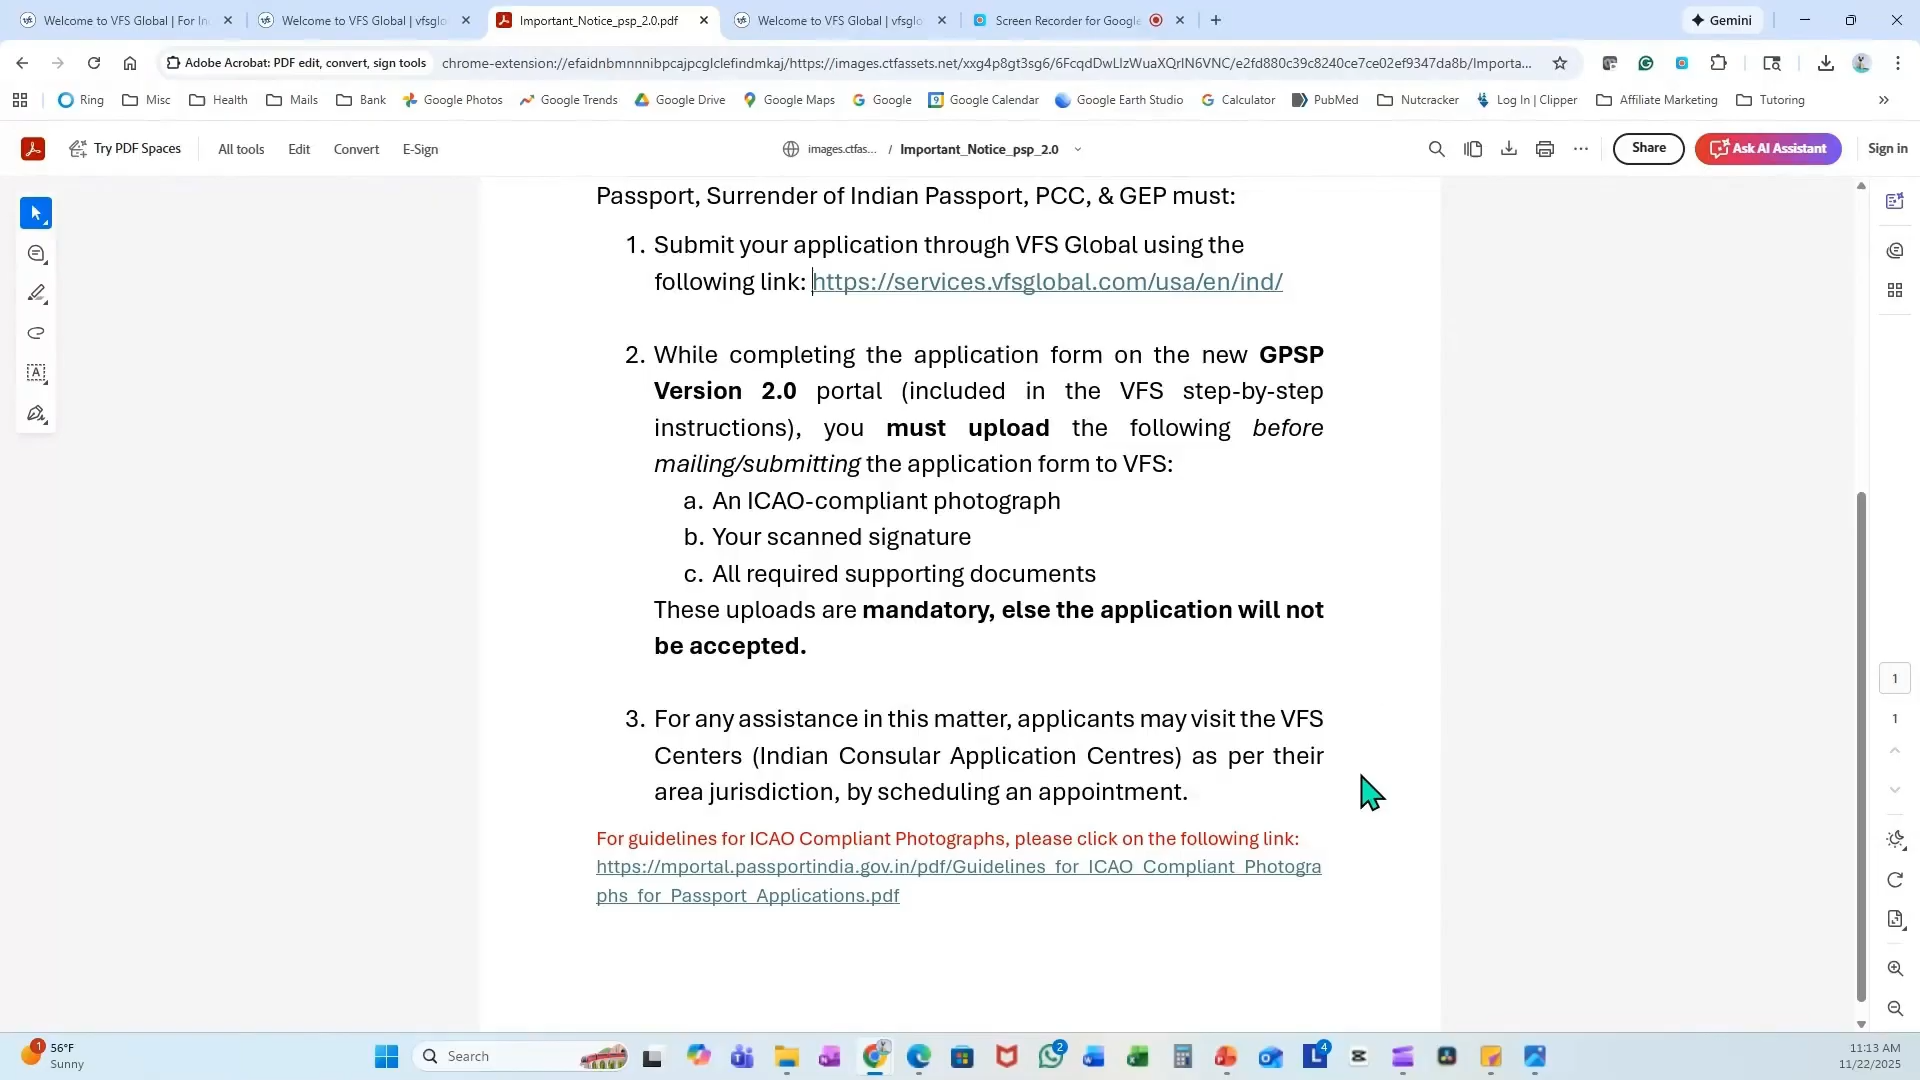 Welcome to VFS Global | For In
Welcome to VFS Global | vfsglo
Important_Notice_psp_2.0.pdf
Welcome to VFS Global | vfsglo
Screen Recorder for Google
Gemini
Adobe Acrobat: PDF edit, convert, sign tools
chrome-extension://efaidnbmnnnibpcajpcglclefindmkaj/https://images.ctfassets.net/xxg4p8gt3sg6/6FcqdDwLIzWuaXQrIN6VNC/e2fd880c39c8240ce7ce02ef9347da8b/Importa...
Ring
Misc
Health
Mails
Bank
Google Photos
Google Trends
Google Drive
Google Maps
Google
Google Calendar
Google Earth Studio
Calculator
PubMed
Nutcracker
Log In | Clipper
Affiliate Marketing
Tutoring
Try PDF Spaces
All tools
Edit
Convert
E-Sign
images.ctfas... / Important_Notice_psp_2.0
Share
Ask AI Assistant
Sign in
Passport, Surrender of Indian Passport, PCC, & GEP must:
1. Submit your application through VFS Global using the
following link: https://services.vfsglobal.com/usa/en/ind/
2. While completing the application form on the new GPSP
Version 2.0 portal (included in the VFS step-by-step
instructions), you must upload the following before
mailing/submitting the application form to VFS:
a. An ICAO-compliant photograph
b. Your scanned signature
c. All required supporting documents
These uploads are mandatory, else the application will not
be accepted.
3. For any assistance in this matter, applicants may visit the VFS
Centers (Indian Consular Application Centres) as per their
area jurisdiction, by scheduling an appointment.
For guidelines for ICAO Compliant Photographs, please click on the following link:
https://mportal.passportindia.gov.in/pdf/Guidelines_for_ICAO_Compliant_Photogra
phs_for_Passport_Applications.pdf
1
1
1
56°F
Sunny
Search
2
4
11:13 AM
11/22/2025